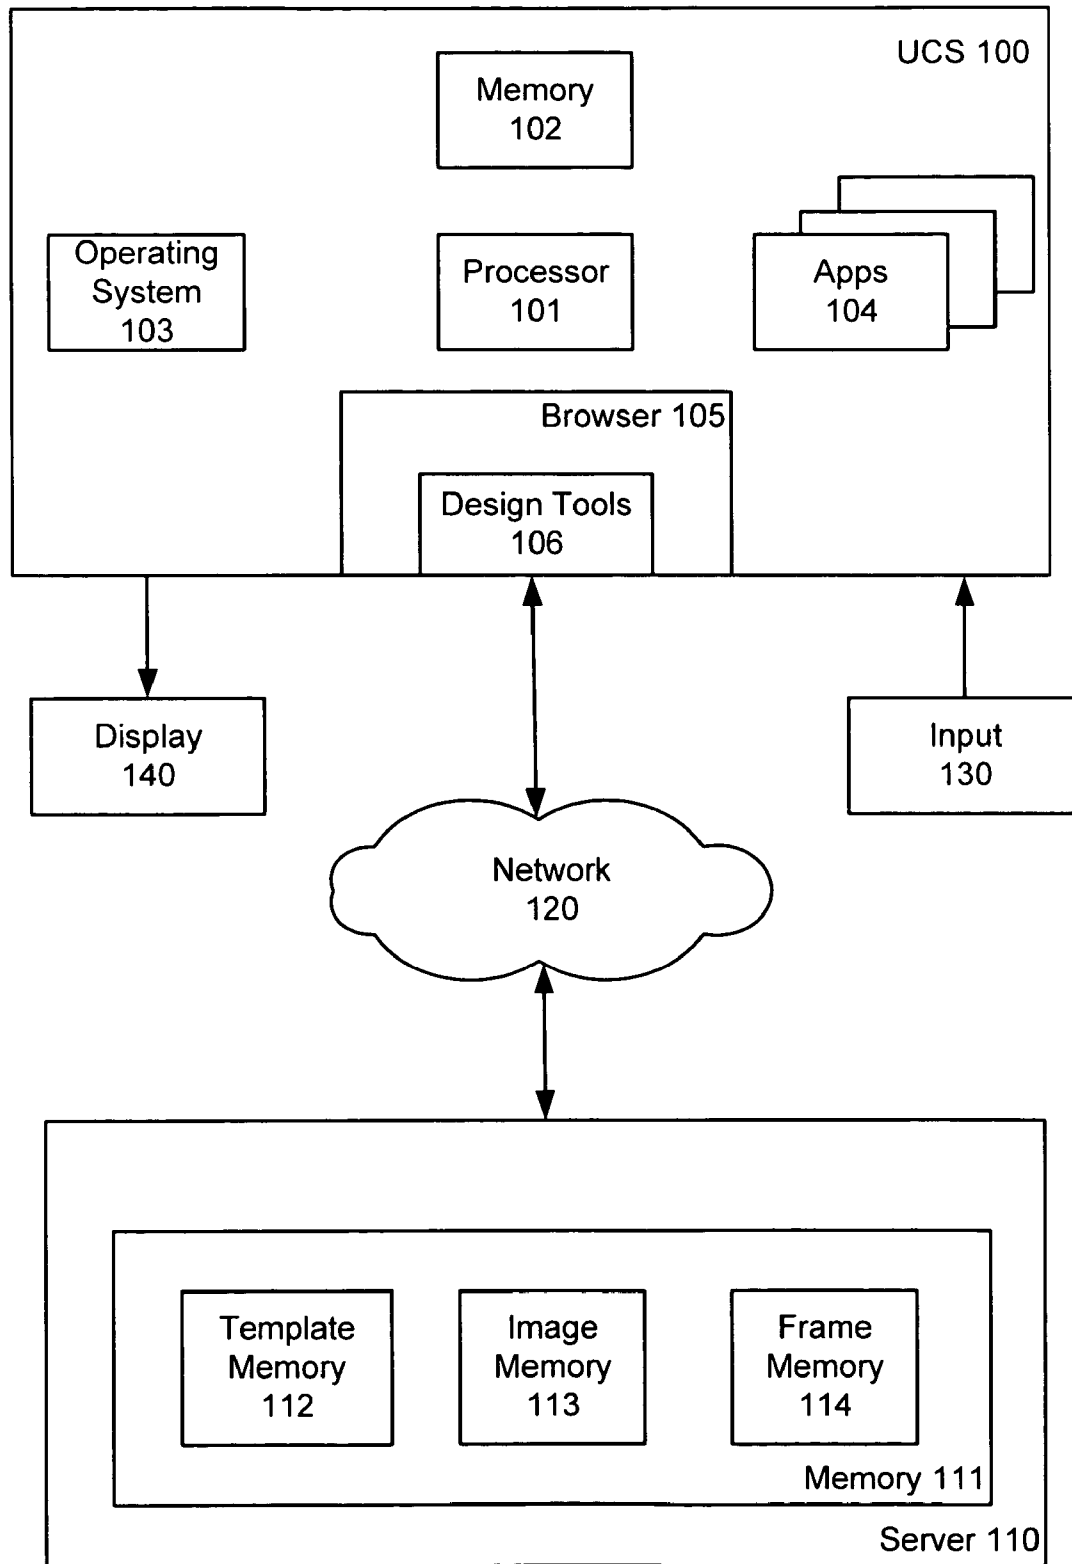 UCS 100
Memory
102
Operating
System
103
Processor
101
Apps
104
Browser 105
Design Tools
106
Display
140
Input
130
Network
120
Template
Memory
112
Image
Memory
113
Frame
Memory
114
Memory 111
Server 110